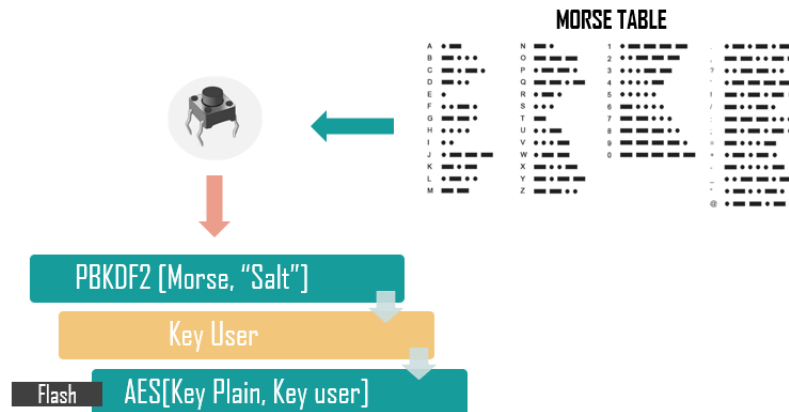 MORSE TABLE
A
B
C
D
E
F
G
H
I
J
K
L
M
N
O
P
Q
R
S
T
U
V
W
X
Y
Z
1
2
3
4
5
6
7
8
9
0
.
,
?
'
!
/
:
;
=
+
-
_
"
@
PBKDF2 [Morse, “Salt”]
Key User
Flash
AES[Key Plain, Key user]